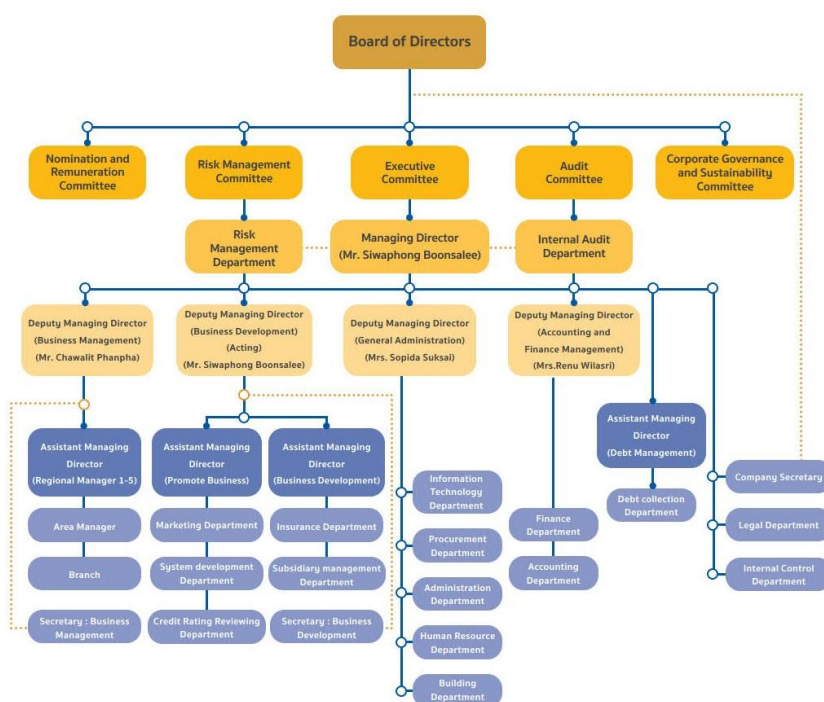 Board of Directors
Nomination and
Remuneration
Committee
Risk Management
Committee
Executive
Committee
Audit
Committee
Corporate Governance
and Sustainability
Committee
Risk
Management
Department
Managing Director
(Mr. Siwaphong Boonsalee)
Internal Audit
Department
Deputy Managing Director
(Business Management)
(Mr. Chawalit Phanpha)
Deputy Managing Director
(Business Development)
(Acting)
(Mr. Siwaphong Boonsalee)
Deputy Managing Director
(General Administration)
(Mrs. Sopida Suksai)
Deputy Managing Director
(Accounting and
Finance Management)
(Mrs.Renu Wilasri)
Assistant Managing
Director
(Debt Management)
Assistant Managing
Director
(Regional Manager 1-5)
Assistant Managing
Director
(Promote Business)
Assistant Managing
Director
(Business Development)
Information
Technology
Department
Company Secretary
Debt collection
Department
Area Manager
Marketing Department
Insurance Department
Finance
Department
Legal Department
Procurement
Department
Branch
System development
Department
Subsidiary management
Department
Accounting
Department
Internal Control
Department
Administration
Department
Secretary : Business
Management
Credit Rating Reviewing
Department
Secretary : Business
Development
Human Resource
Department
Building
Department